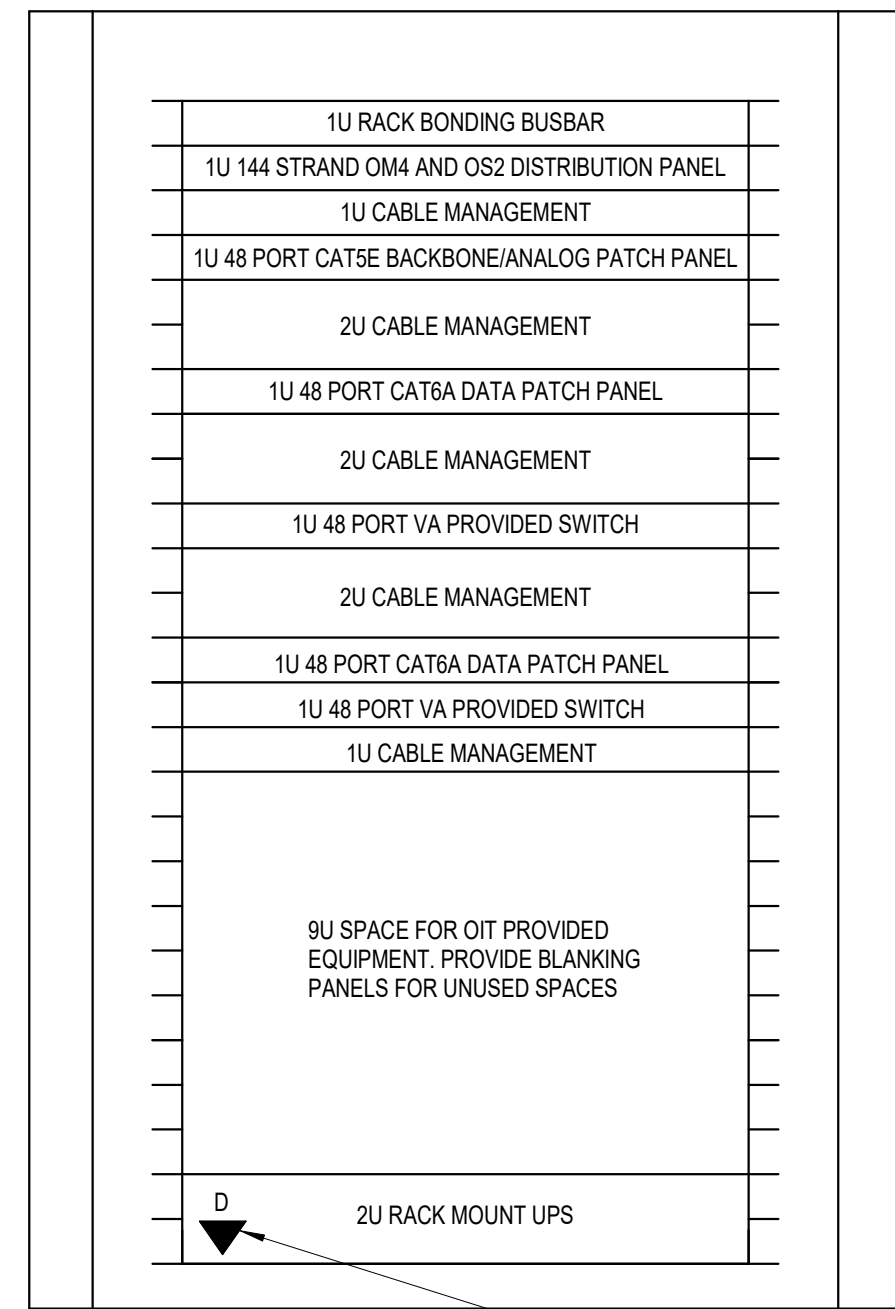 1U RACK BONDING BUSBAR
1U 144 STRAND OM4 AND OS2 DISTRIBUTION PANEL
1U CABLE MANAGEMENT
1U 48 PORT CAT5E BACKBONE/ANALOG PATCH PANEL
2U CABLE MANAGEMENT
1U 48 PORT CAT6A DATA PATCH PANEL
2U CABLE MANAGEMENT
1U 48 PORT VA PROVIDED SWITCH
2U CABLE MANAGEMENT
1U 48 PORT CAT6A DATA PATCH PANEL
1U 48 PORT VA PROVIDED SWITCH
1U CABLE MANAGEMENT
9U SPACE FOR OIT PROVIDED
EQUIPMENT. PROVIDE BLANKING
PANELS FOR UNUSED SPACES
D
2U RACK MOUNT UPS